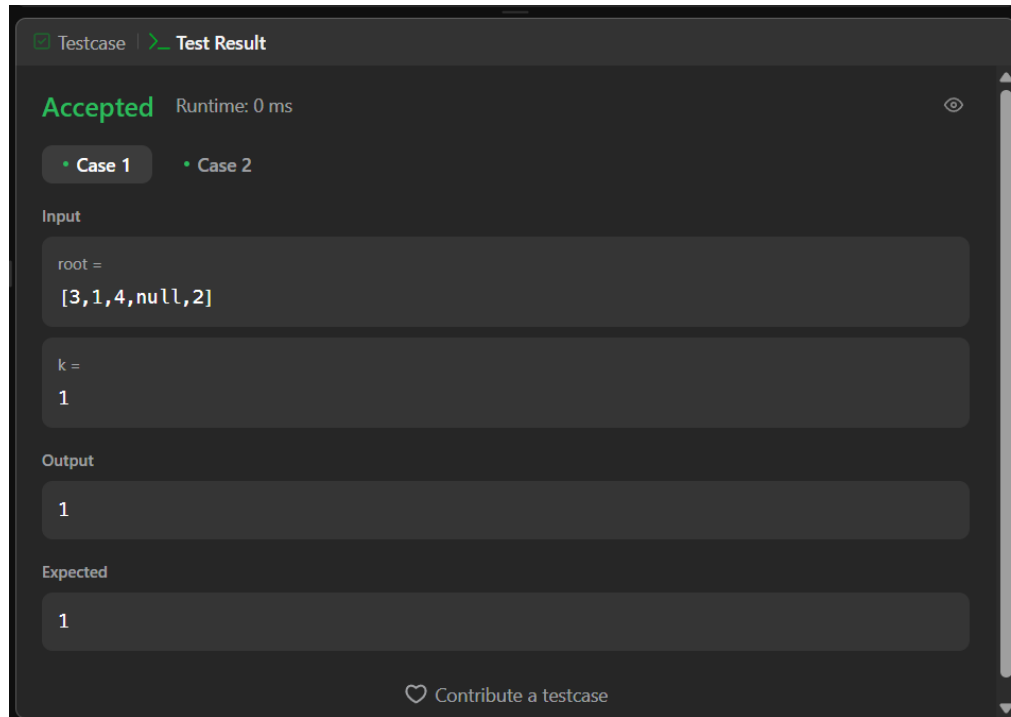 Testcase >_ Test Result
Accepted Runtime: 0 ms
Case 1 Case 2
Input
root =
[3,1,4,null,2]
k =
1
Output
1
Expected
1
Contribute a testcase